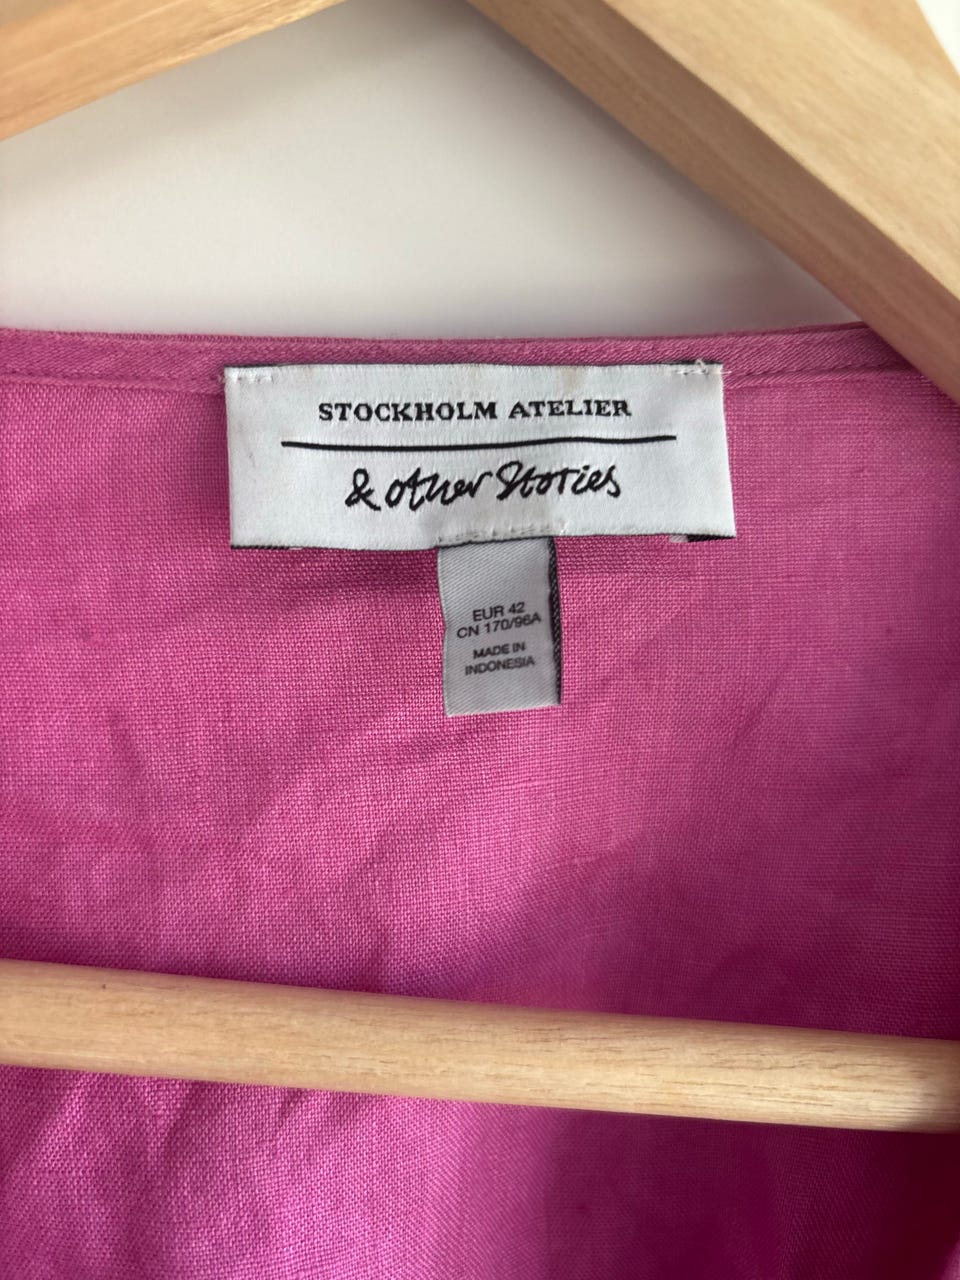 STOCKHOLM ATELIER
& other Stories
EUR 42
CN 170/96A
MADE IN
INDONESIA